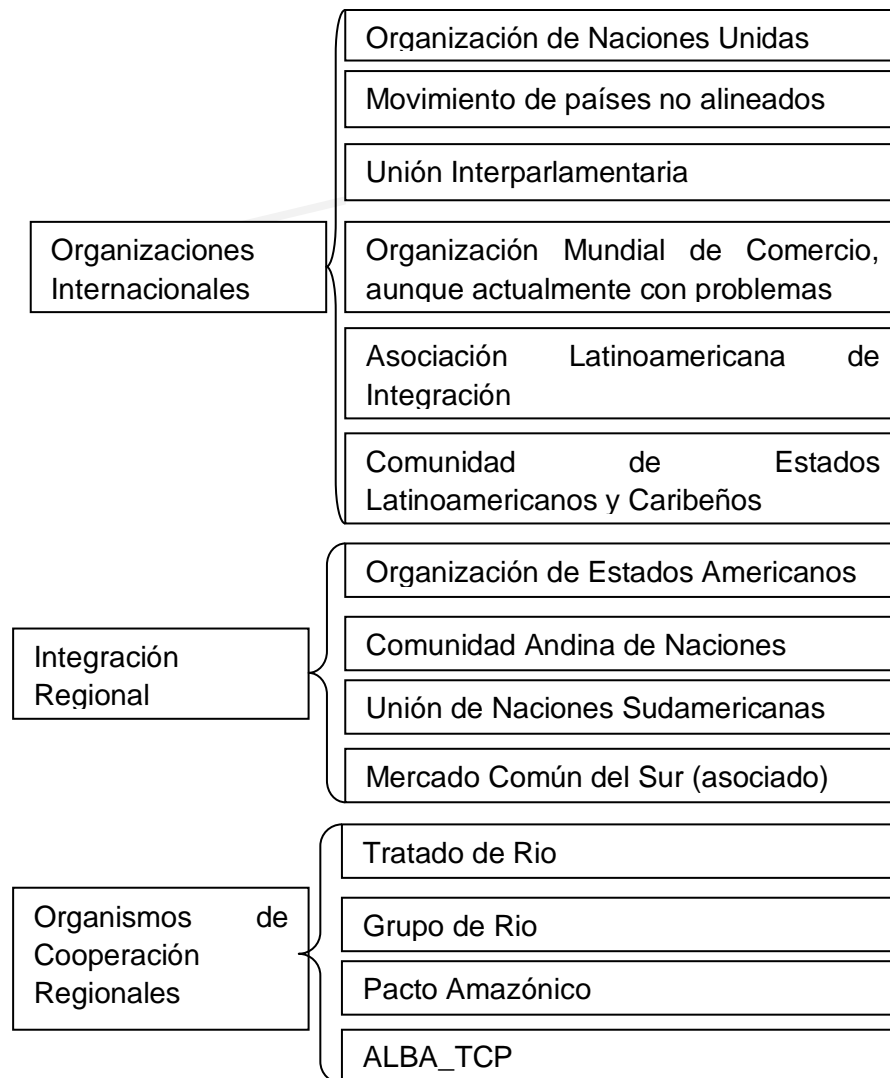 Organizaciones
Internacionales
Organización de Naciones Unidas
Movimiento de países no alineados
Unión Interparlamentaria
Organización Mundial de Comercio,
aunque actualmente con problemas
Asociación Latinoamericana de
Integración
Comunidad de Estados
Latinoamericanos y Caribeños
Integración
Regional
Organización de Estados Americanos
Comunidad Andina de Naciones
Unión de Naciones Sudamericanas
Mercado Común del Sur (asociado)
Organismos de
Cooperación
Regionales
Tratado de Rio
Grupo de Rio
Pacto Amazónico
ALBA_TCP